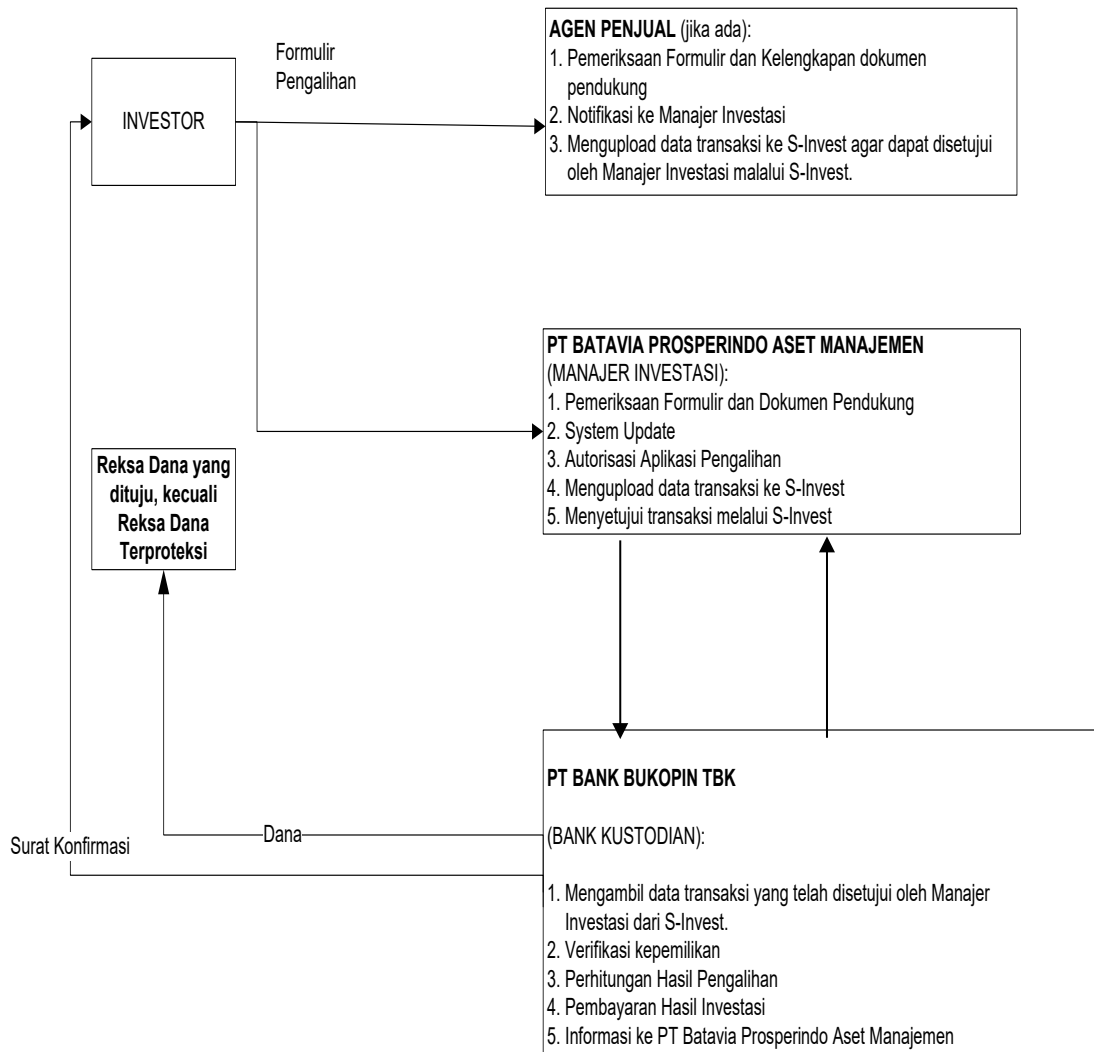 AGEN PENJUAL (jika ada):
1. Pemeriksaan Formulir dan Kelengkapan dokumen
pendukung
2. Notifikasi ke Manajer Investasi
3. Mengupload data transaksi ke S-Invest agar dapat disetujui
oleh Manajer Investasi malalui S-Invest.
Formulir
Pengalihan
INVESTOR
PT BATAVIA PROSPERINDO ASET MANAJEMEN
(MANAJER INVESTASI):
1. Pemeriksaan Formulir dan Dokumen Pendukung
2. System Update
3. Autorisasi Aplikasi Pengalihan
4. Mengupload data transaksi ke S-Invest
5. Menyetujui transaksi melalui S-Invest
Reksa Dana yang
dituju, kecuali
Reksa Dana
Terproteksi
PT BANK BUKOPIN TBK
(BANK KUSTODIAN):
1. Mengambil data transaksi yang telah disetujui oleh Manajer
Investasi dari S-Invest.
2. Verifikasi kepemilikan
3. Perhitungan Hasil Pengalihan
4. Pembayaran Hasil Investasi
5. Informasi ke PT Batavia Prosperindo Aset Manajemen
Dana
Surat Konfirmasi